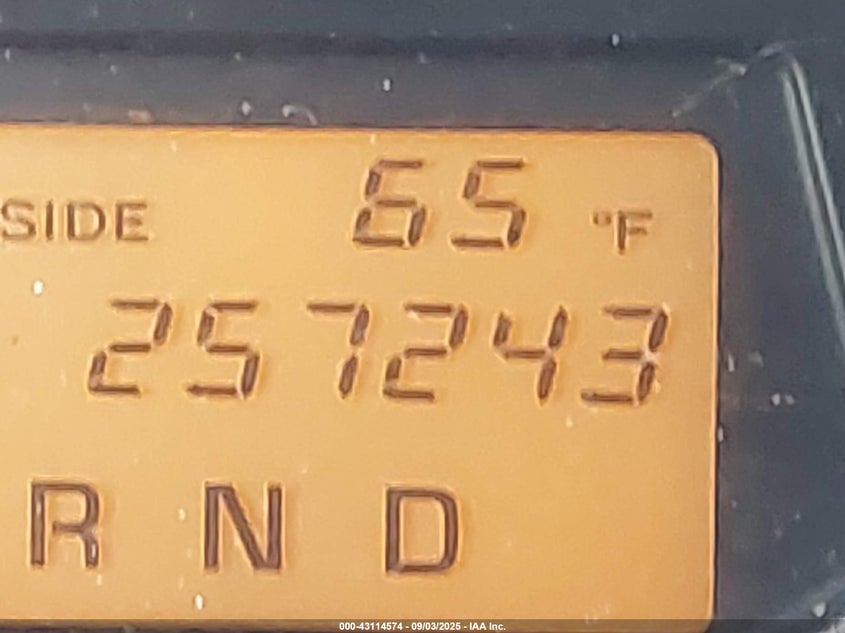 SIDE 65 °F
257243
R N D
000-43114574 - 09/03/2025 - IAA Inc.